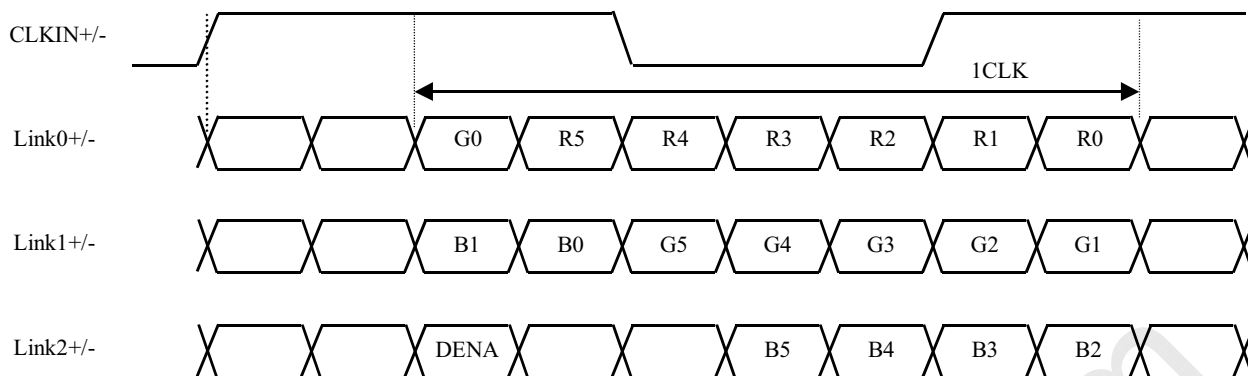 CLKIN+/-
1CLK
Link0+/- G0 R5 R4 R3 R2 R1 R0
Link1+/- B1 B0 G5 G4 G3 G2 G1
Link2+/- DENA B5 B4 B3 B2